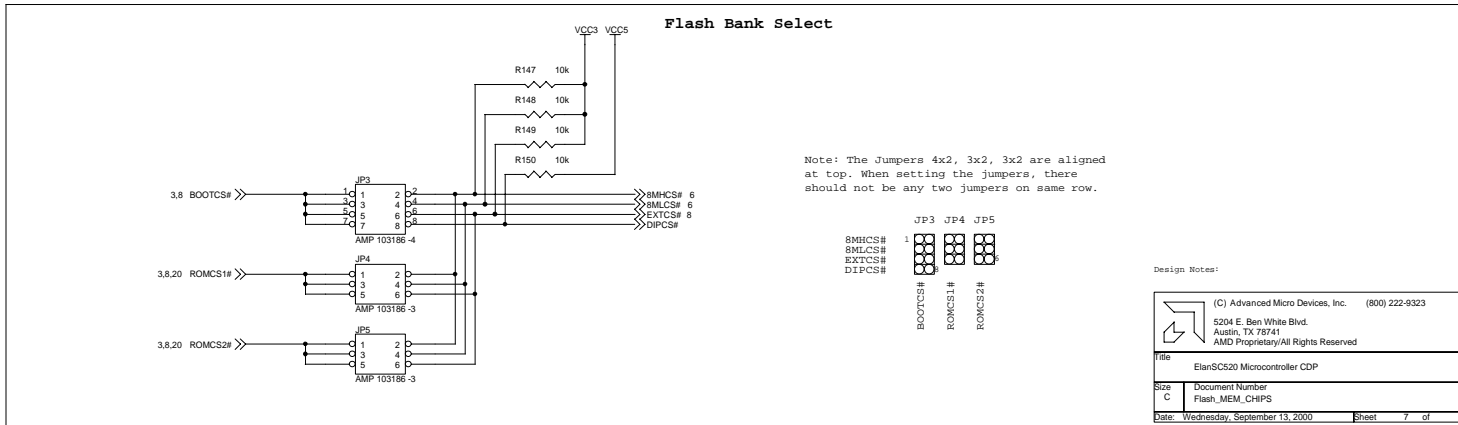 Flash Bank Select
VCC3 VCC5
R147 10k
R148 10k
R149 10k
R150 10k
JP3
3,8 BOOTCS#
1 1 2 2
3 3 4 4
5 5 6 6
7 7 8 8
8MHCS# 6
8MLCS# 6
EXTCS# 8
DIPCS#
AMP 103186 -4
JP4
3,8,20 ROMCS1#
1 2
3 4
5 6
AMP 103186 -3
JP5
3,8,20 ROMCS2#
1 2
3 4
5 6
AMP 103186 -3
Note: The Jumpers 4x2, 3x2, 3x2 are aligned
at top. When setting the jumpers, there
should not be any two jumpers on same row.
JP3 JP4 JP5
8MHCS# 1
8MLCS#
EXTCS# 6
DIPCS# 8
BOOTCS#
ROMCS1#
ROMCS2#
Design Notes:
(C) Advanced Micro Devices, Inc. (800) 222-9323
5204 E. Ben White Blvd.
Austin, TX 78741
AMD Proprietary/All Rights Reserved
Title
ElanSC520 Microcontroller CDP
Size Document Number
C Flash_MEM_CHIPS
Date: Wednesday, September 13, 2000 Sheet 7 of